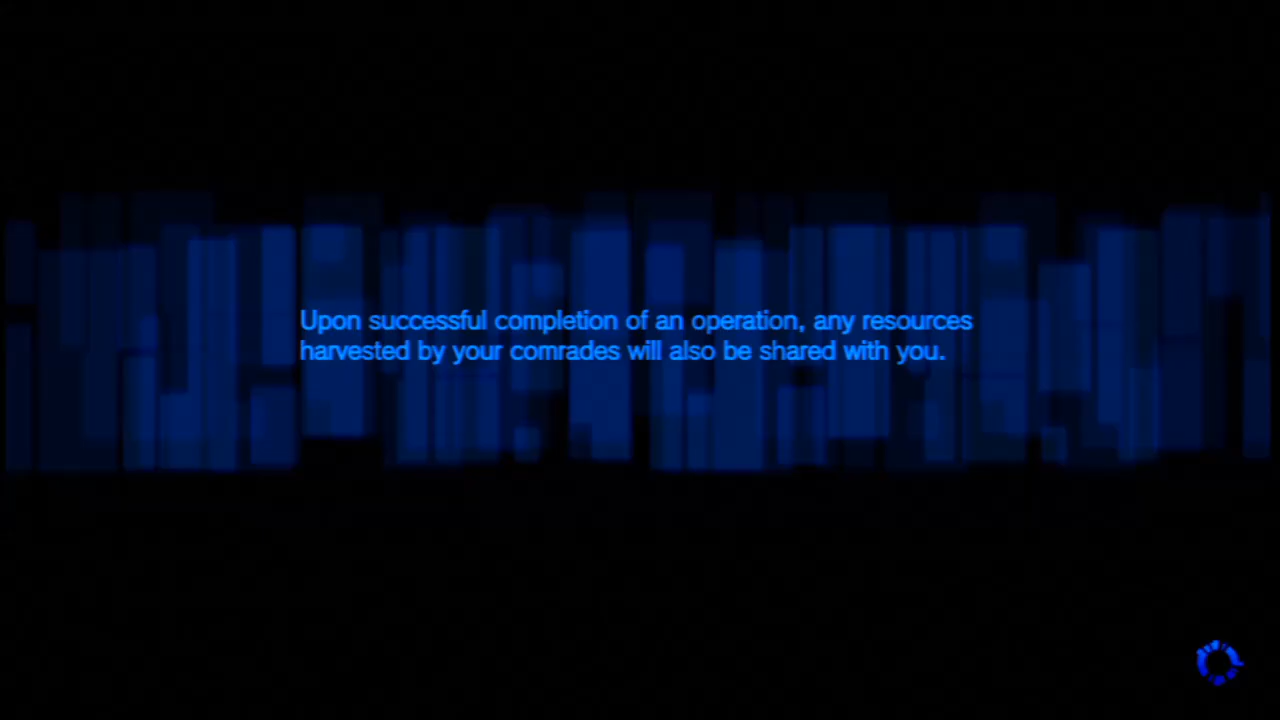 Upon successful completion of an operation, any resources
harvested by your comrades will also be shared with you.